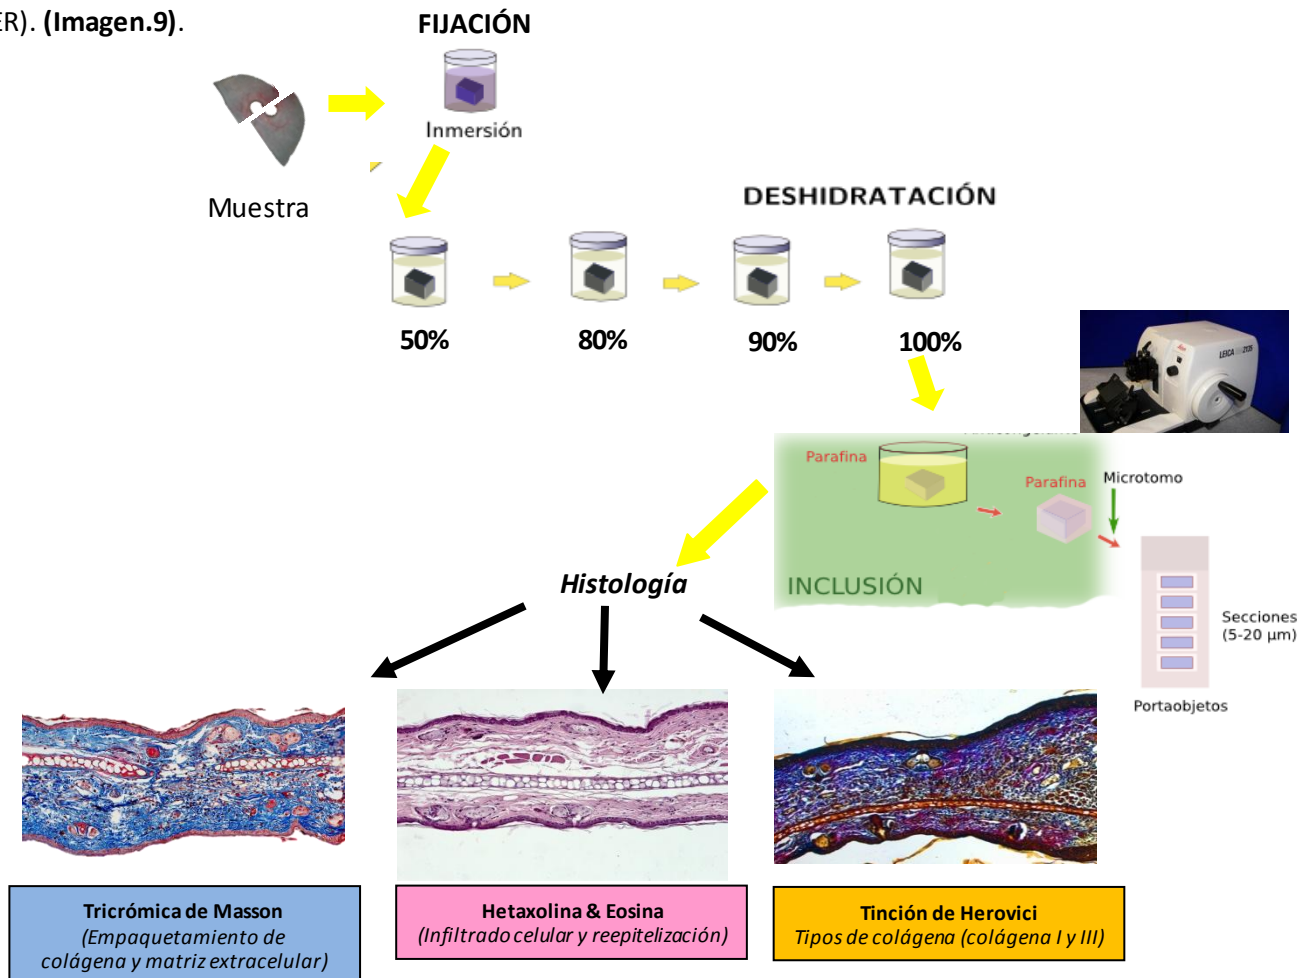 ER). (Imagen.9).
FIJACIÓN
Inmersión
Muestra
DESHIDRATACIÓN
50%
80%
90%
100%
LEICA
2135
Parafina
Parafina
Microtomo
INCLUSIÓN
Histología
Secciones
(5-20 µm)
Portaobjetos
Tricrómica de Masson
(Empaquetamiento de
colágena y matriz extracelular)
Hetaxolina & Eosina
(Infiltrado celular y reepitelización)
Tinción de Herovici
Tipos de colágena (colágena I y III)